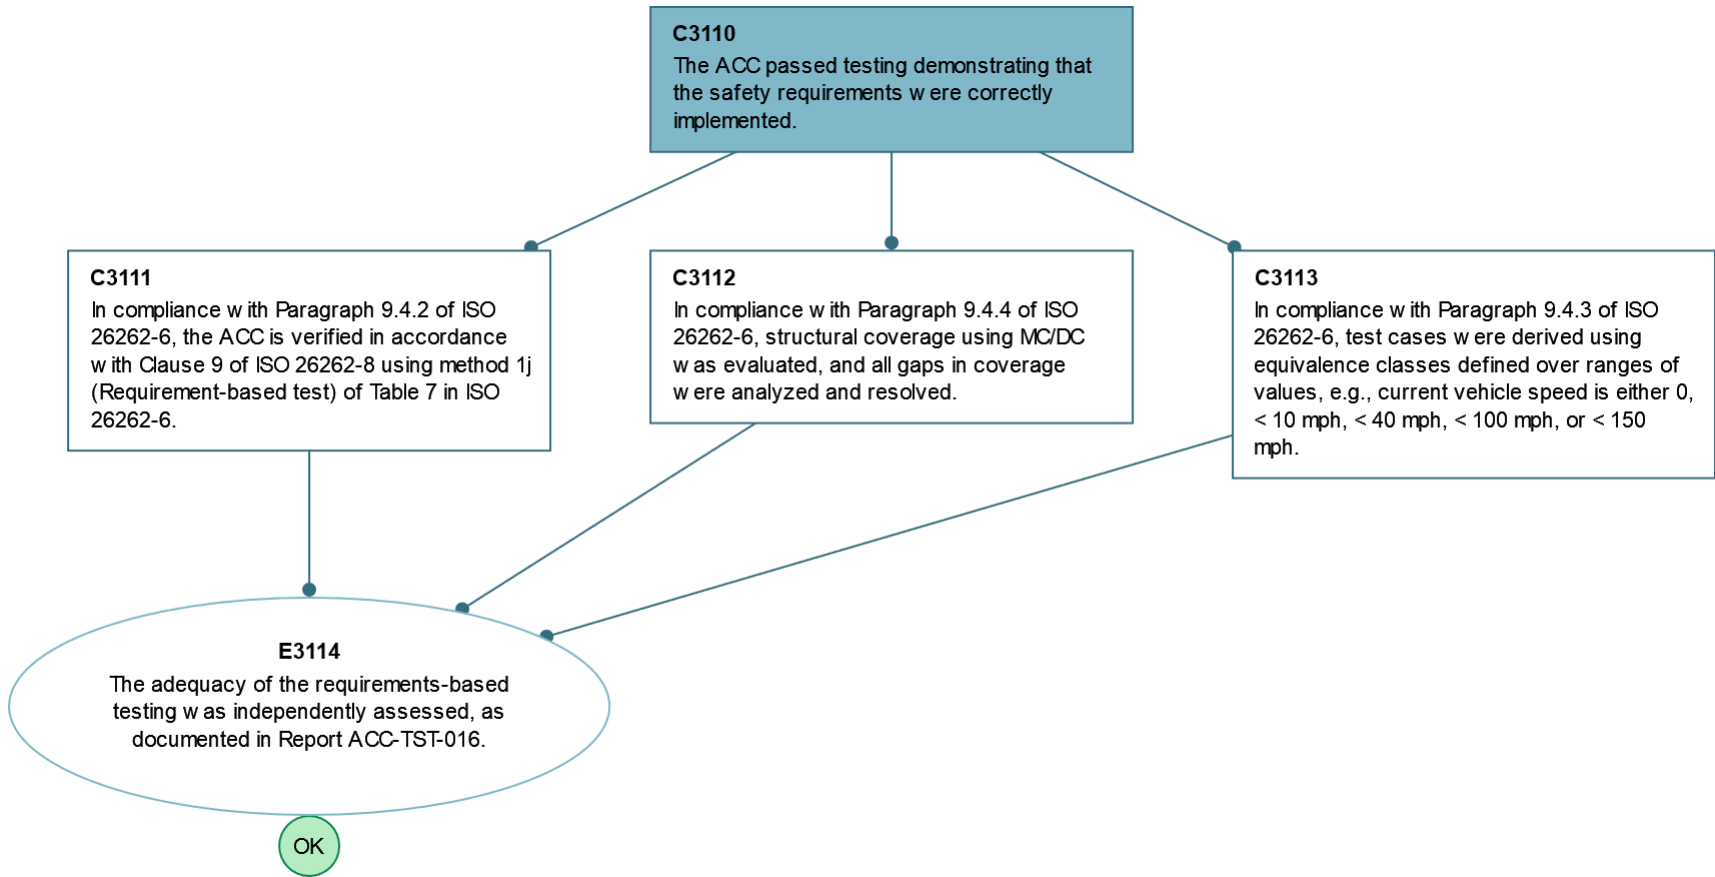 C3110
The ACC passed testing demonstrating that
the safety requirements were correctly
implemented.
C3111
In compliance with Paragraph 9.4.2 of ISO
26262-6, the ACC is verified in accordance
with Clause 9 of ISO 26262-8 using method 1j
(Requirement-based test) of Table 7 in ISO
26262-6.
C3112
In compliance with Paragraph 9.4.4 of ISO
26262-6, structural coverage using MC/DC
was evaluated, and all gaps in coverage
were analyzed and resolved.
C3113
In compliance with Paragraph 9.4.3 of ISO
26262-6, test cases were derived using
equivalence classes defined over ranges of
values, e.g., current vehicle speed is either 0,
< 10 mph, < 40 mph, < 100 mph, or < 150
mph.
E3114
The adequacy of the requirements-based
testing was independently assessed, as
documented in Report ACC-TST-016.
OK